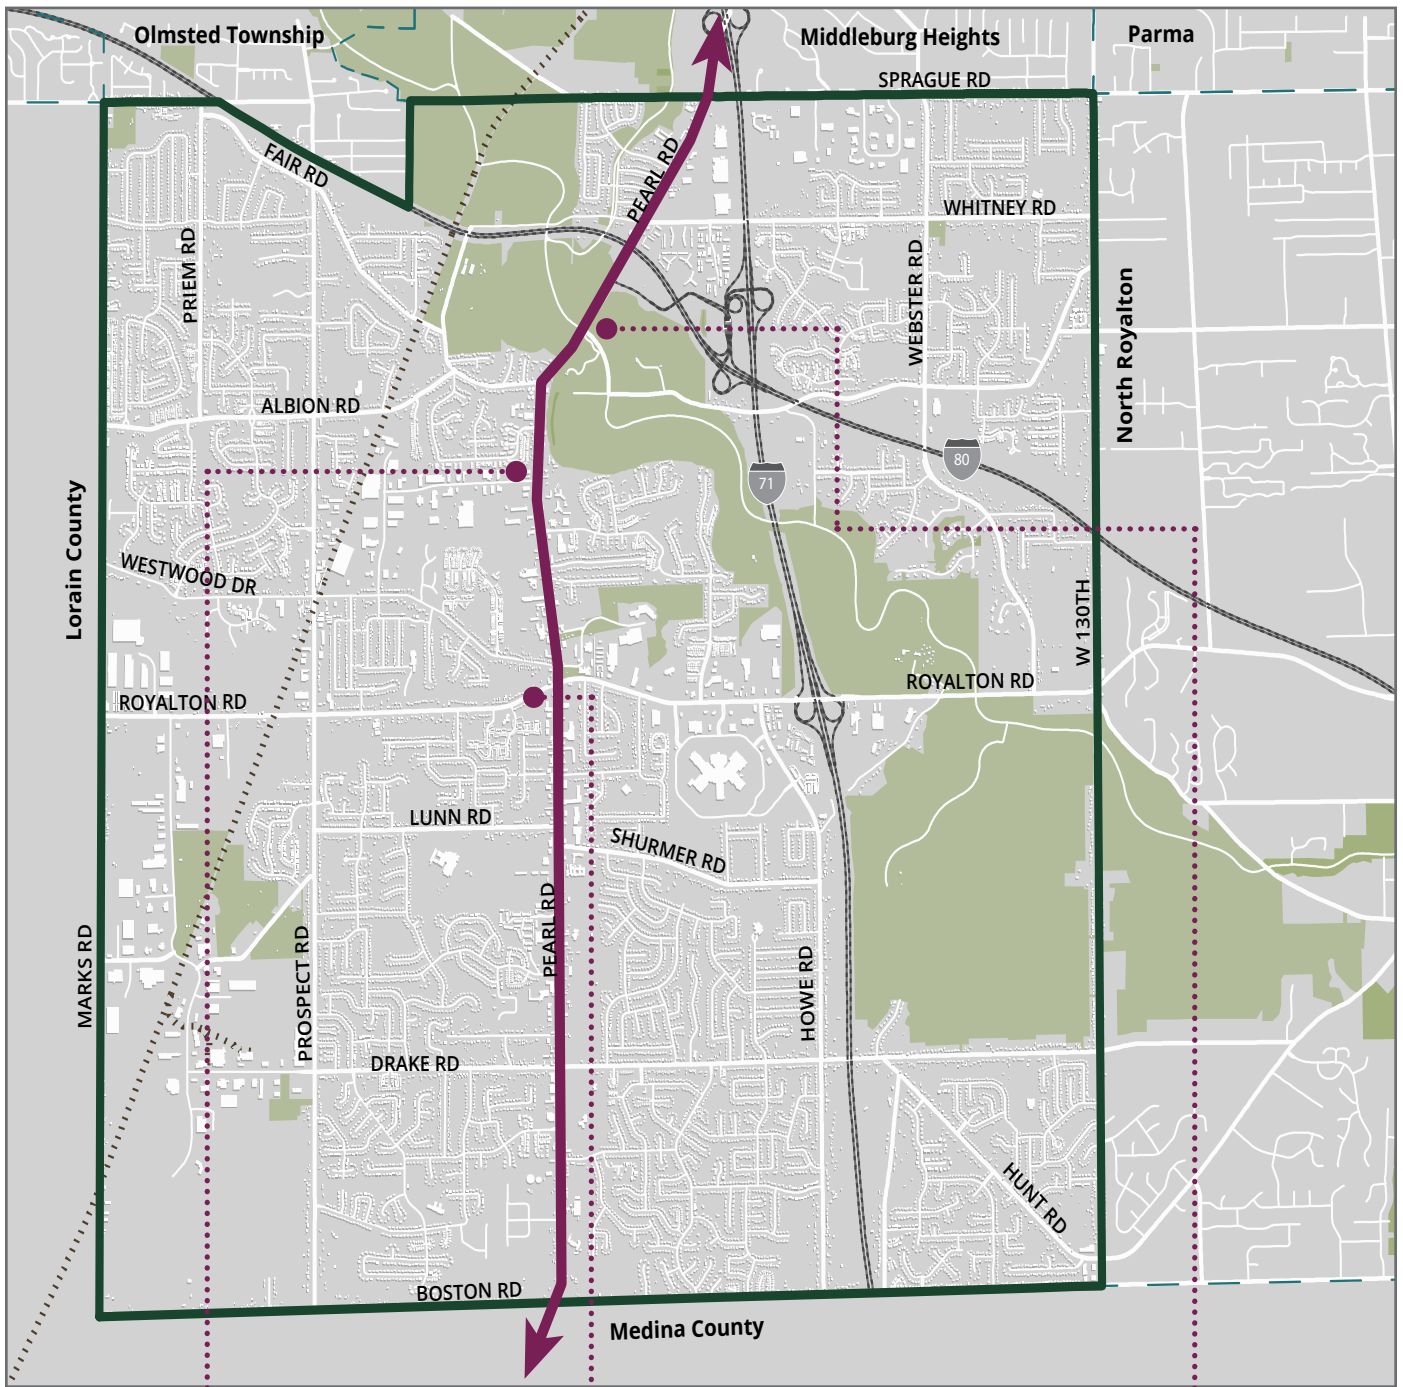 Olmsted Township
Middleburg Heights
Parma
SPRAGUE RD
FAIR RD
PEARL RD
WHITNEY RD
PRIEM RD
WEBSTER RD
North Royalton
ALBION RD
80
71
Lorain County
WESTWOOD DR
W 130TH
ROYALTON RD
ROYALTON RD
LUNN RD
SHURMER RD
PEARL RD
MARKS RD
PROSPECT RD
HOWE RD
DRAKE RD
HUNT RD
BOSTON RD
Medina County